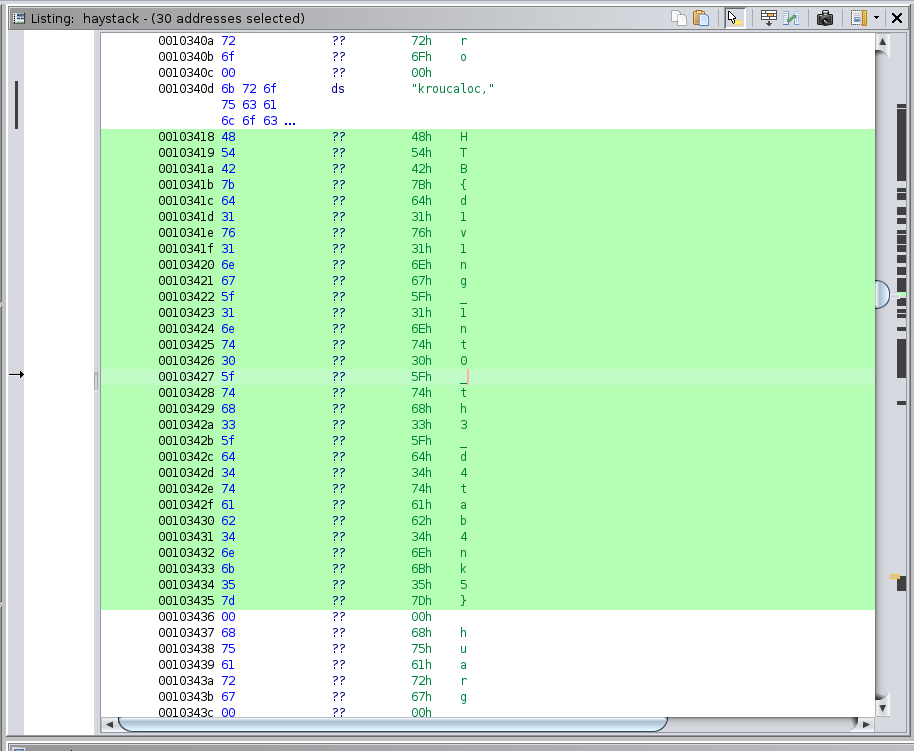 Listing: haystack - (30 addresses selected)
0010340a 72 ?? 72h r
0010340b 6f ?? 6Fh o
0010340c 00 ?? 00h
0010340d 6b 72 6f ds "kroucaloc,"
75 63 61
6c 6f 63 ...
00103418 48 ?? 48h H
00103419 54 ?? 54h T
0010341a 42 ?? 42h B
0010341b 7b ?? 7Bh {
0010341c 64 ?? 64h d
0010341d 31 ?? 31h 1
0010341e 76 ?? 76h v
0010341f 31 ?? 31h 1
00103420 6e ?? 6Eh n
00103421 67 ?? 67h g
00103422 5f ?? 5Fh _
00103423 31 ?? 31h 1
00103424 6e ?? 6Eh n
00103425 74 ?? 74h t
00103426 30 ?? 30h 0
00103427 5f ?? 5Fh _
00103428 74 ?? 74h t
00103429 68 ?? 68h h
0010342a 33 ?? 33h 3
0010342b 5f ?? 5Fh _
0010342c 64 ?? 64h d
0010342d 34 ?? 34h 4
0010342e 74 ?? 74h t
0010342f 61 ?? 61h a
00103430 62 ?? 62h b
00103431 34 ?? 34h 4
00103432 6e ?? 6Eh n
00103433 6b ?? 6Bh k
00103434 35 ?? 35h 5
00103435 7d ?? 7Dh }
00103436 00 ?? 00h
00103437 68 ?? 68h h
00103438 75 ?? 75h u
00103439 61 ?? 61h a
0010343a 72 ?? 72h r
0010343b 67 ?? 67h g
0010343c 00 ?? 00h